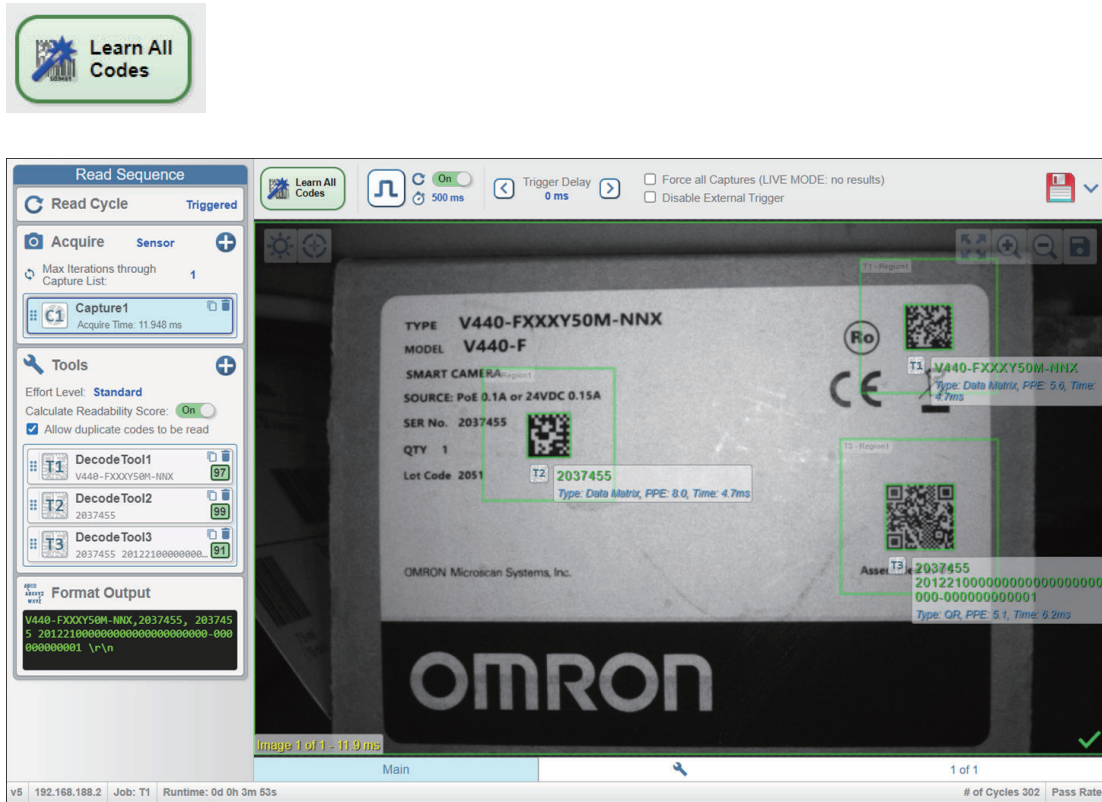 Learn All
Codes
Read Sequence
Read Cycle Triggered
Acquire Sensor
Max Iterations through
Capture List: 1
C1 Capture1
Acquire Time: 11.948 ms
Tools
Effort Level: Standard
Calculate Readability Score: On
Allow duplicate codes to be read
T1 DecodeTool1
V440-FXXXY50M-NNX 97
T2 DecodeTool2
2037455 99
T3 DecodeTool3
2037455 20122100000000... 91
Format Output
V440-FXXXY50M-NNX,2037455, 203745
5 2012210000000000000000000000-000
000000001 \r\n
Learn All
Codes
On
500 ms
Trigger Delay
0 ms
Force all Captures (LIVE MODE: no results)
Disable External Trigger
TYPE V440-FXXXY50M-NNX
MODEL V440-F
SMART CAMERA
SOURCE: PoE 0.1A or 24VDC 0.15A
SER No. 2037455
QTY 1
Lot Code 2051
OMRON Microscan Systems, Inc.
OMRON
T1 - Region1
Ro
CE
T1 V440-FXXXY50M-NNX
Type: Data Matrix, PPE: 5.6, Time:
4.7ms
Region1
T2 2037455
Type: Data Matrix, PPE: 8.0, Time: 4.7ms
T3 - Region1
T3 2037455
2012210000000000000000000
000-000000000001
Type: QR, PPE: 5.1, Time: 6.2ms
Image 1 of 1 - 11.9 ms
Main 1 of 1
v5 192.168.188.2 Job: T1 Runtime: 0d 0h 3m 53s # of Cycles 302 Pass Rate